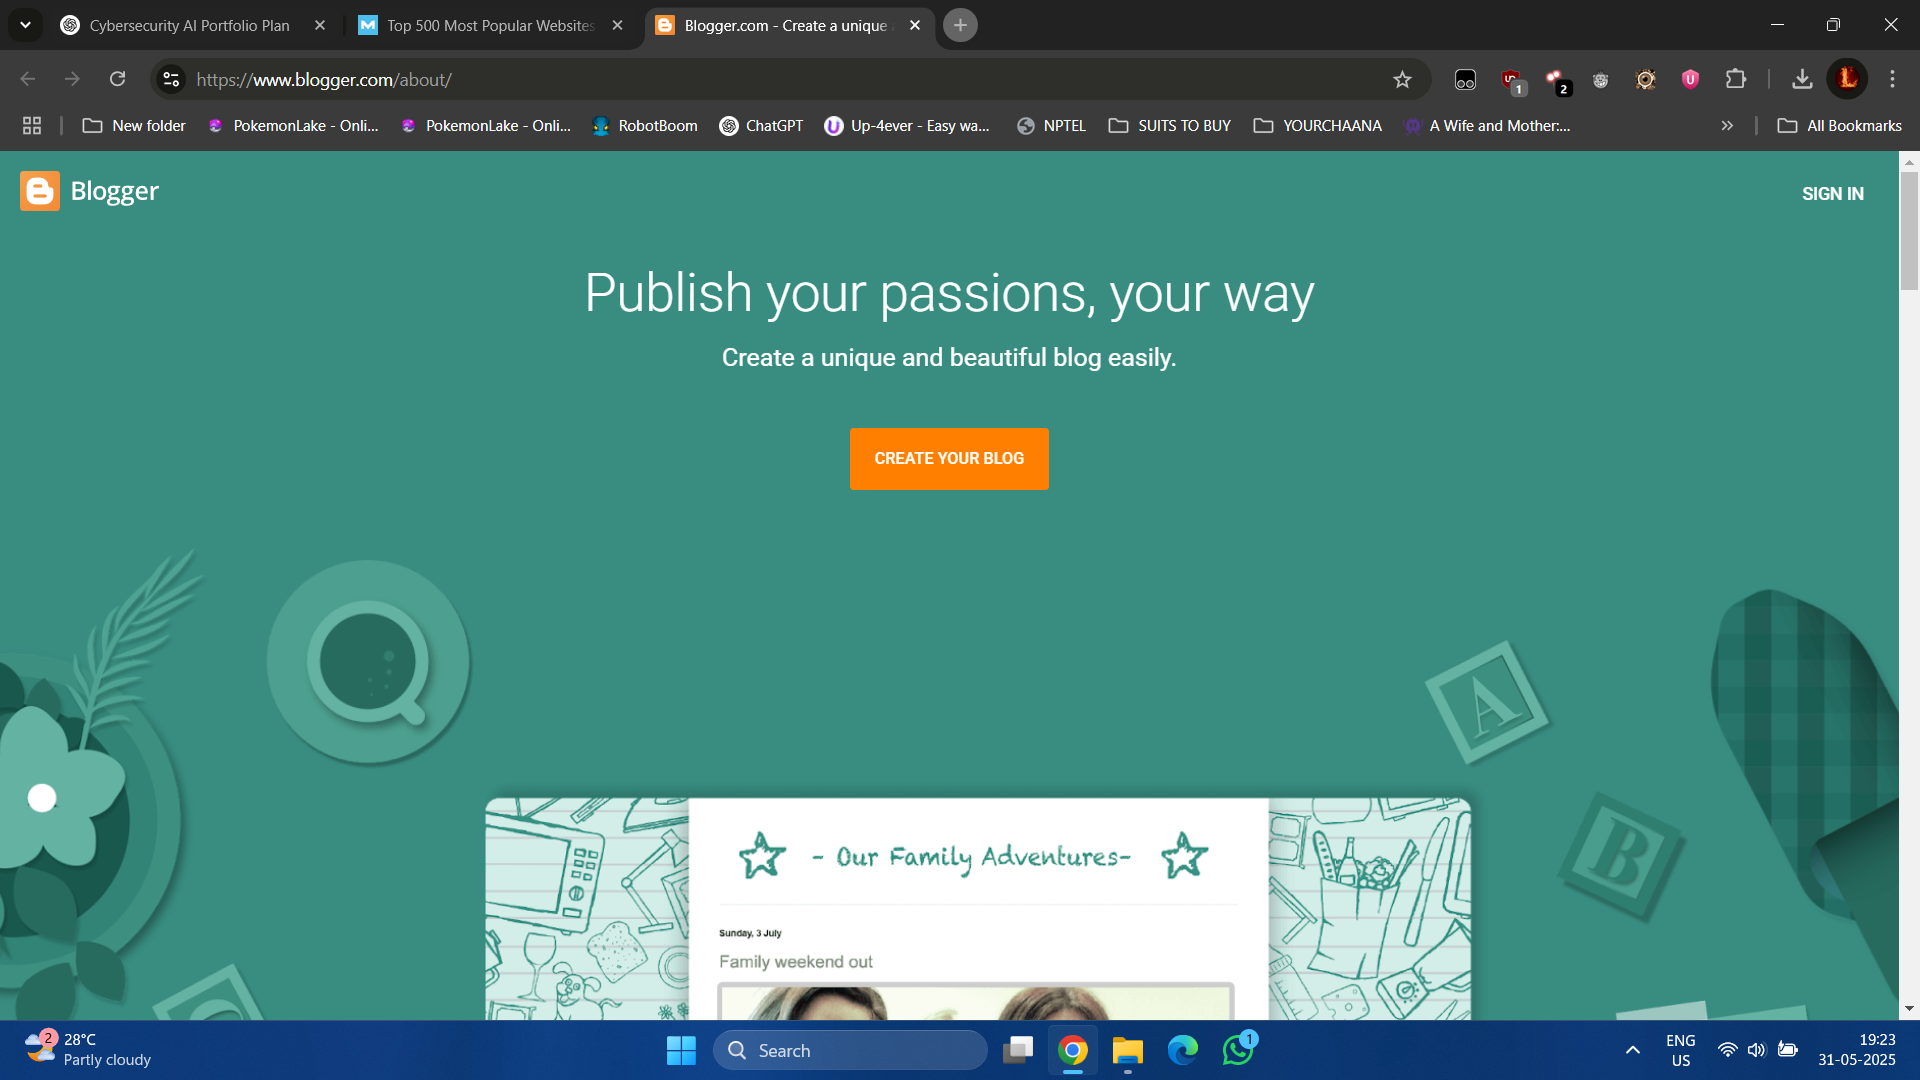 Cybersecurity AI Portfolio Plan
Top 500 Most Popular Websites
Blogger.com - Create a unique
https://www.blogger.com/about/
1
2
New folder
PokemonLake - Onli...
PokemonLake - Onli...
RobotBoom
ChatGPT
Up-4ever - Easy wa...
NPTEL
SUITS TO BUY
YOURCHAANA
A Wife and Mother:...
All Bookmarks
Blogger
SIGN IN
Publish your passions, your way
Create a unique and beautiful blog easily.
CREATE YOUR BLOG
A
B
- Our Family Adventures-
Sunday, 3 July
Family weekend out
2
28°C
Partly cloudy
Search
1
ENG
US
19:23
31-05-2025